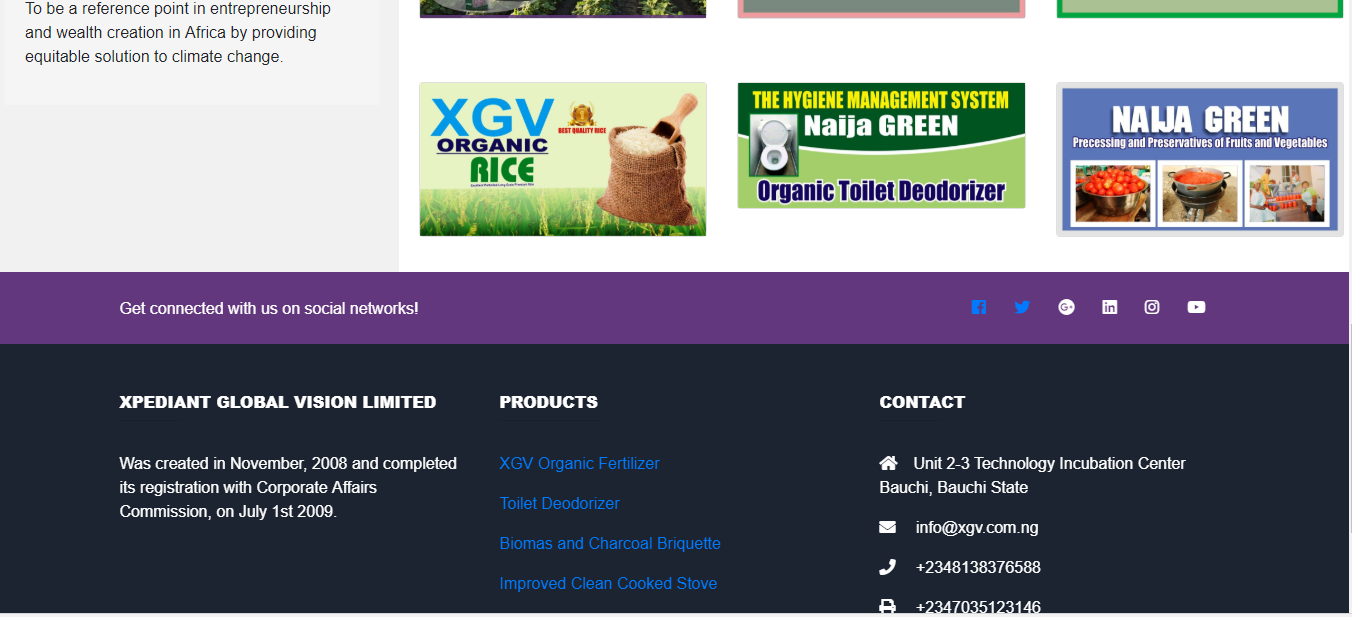 To be a reference point in entrepreneurship
and wealth creation in Africa by providing
equitable solution to climate change.
XGV
ORGANIC
RICE
BEST QUALITY RICE
THE HYGIENE MANAGEMENT SYSTEM
Naija GREEN
Organic Toilet Deodorizer
NAIJA GREEN
Precessing and Preservatives of Fruits and Vegetables
Get connected with us on social networks!
XPEDIANT GLOBAL VISION LIMITED
Was created in November, 2008 and completed
its registration with Corporate Affairs
Commission, on July 1st 2009.
PRODUCTS
XGV Organic Fertilizer
Toilet Deodorizer
Biomas and Charcoal Briquette
Improved Clean Cooked Stove
CONTACT
Unit 2-3 Technology Incubation Center
Bauchi, Bauchi State
info@xgv.com.ng
+2348138376588
+2347035123146